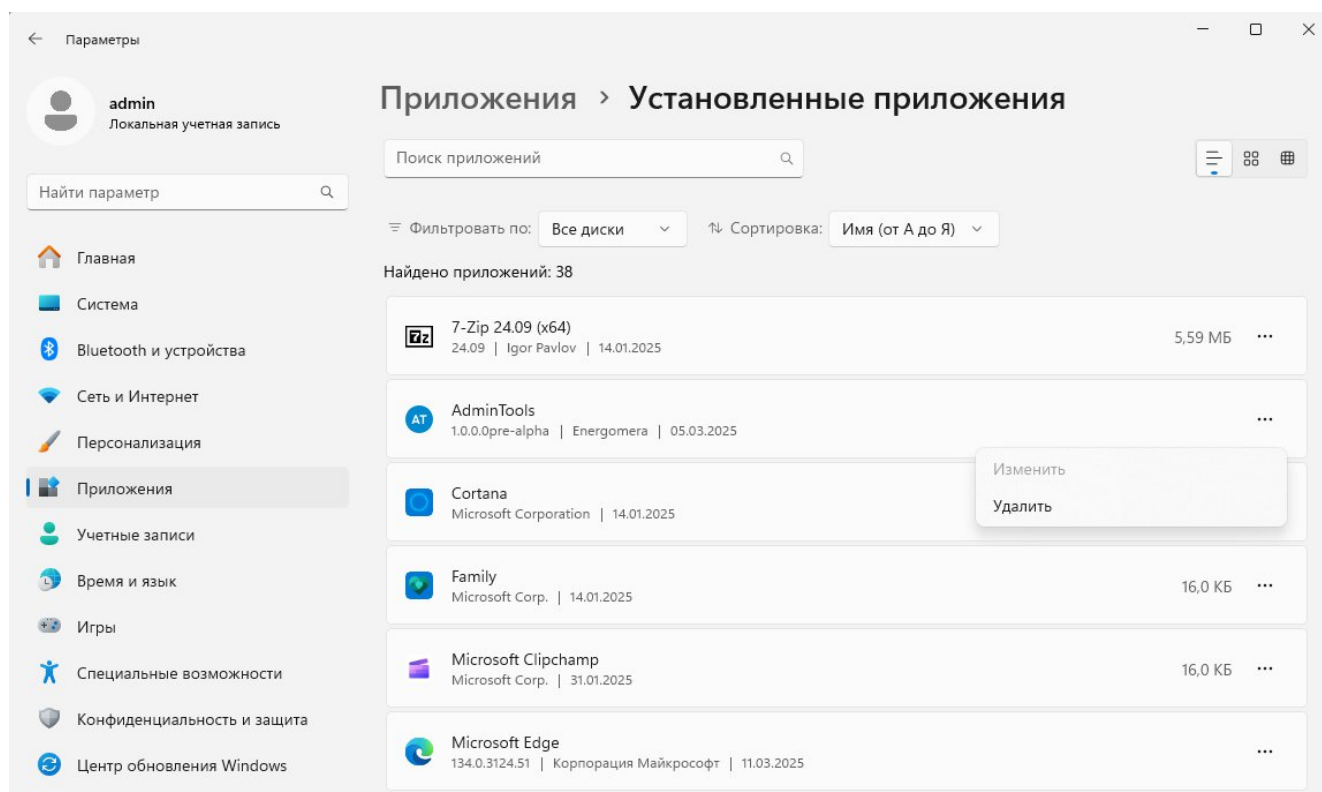 Параметры
admin
Локальная учетная запись
Найти параметр
Главная
Система
Bluetooth и устройства
Сеть и Интернет
Персонализация
Приложения
Учетные записи
Время и язык
Игры
Специальные возможности
Конфиденциальность и защита
Центр обновления Windows
Приложения > Установленные приложения
Поиск приложений
Фильтровать по: Все диски Сортировка: Имя (от А до Я)
Найдено приложений: 38
7z 7-Zip 24.09 (x64)
24.09 | Igor Pavlov | 14.01.2025
5,59 МБ
AT AdminTools
1.0.0.0pre-alpha | Energomera | 05.03.2025
Изменить
Удалить
Cortana
Microsoft Corporation | 14.01.2025
Family
Microsoft Corp. | 14.01.2025
16,0 КБ
Microsoft Clipchamp
Microsoft Corp. | 31.01.2025
16,0 КБ
Microsoft Edge
134.0.3124.51 | Корпорация Майкрософт | 11.03.2025